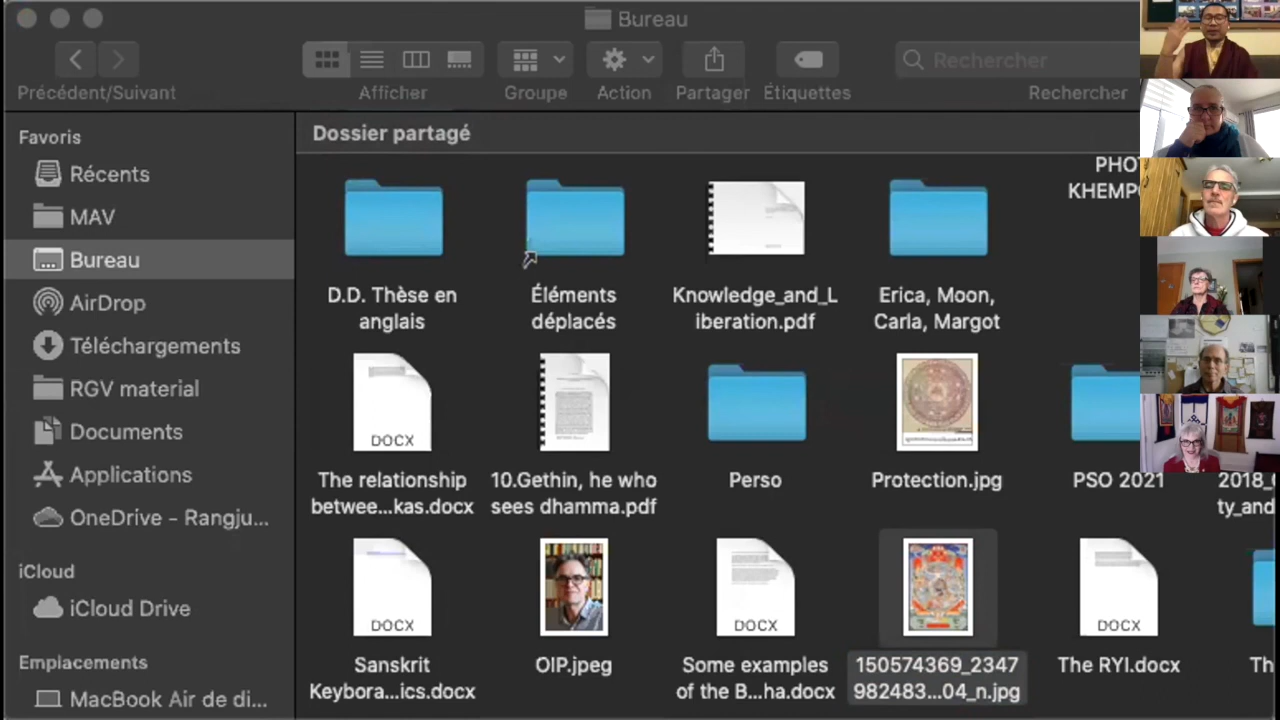 Bureau
Rechercher
Précédent/Suivant
Afficher
Groupe
Action
Partager
Étiquettes
Rechercher
Favoris
Récents
MAV
Bureau
AirDrop
Téléchargements
RGV material
Documents
Applications
OneDrive – Rangju...
iCloud
iCloud Drive
Emplacements
MacBook Air de di...
Dossier partagé
PHO
KHEMP
D.D. Thèse en
anglais
Éléments
déplacés
Knowledge_and_L
iberation.pdf
Erica, Moon,
Carla, Margot
DOCX
The relationship
betwee...kas.docx
10.Gethin, he who
sees dhamma.pdf
Perso
Protection.jpg
PSO 2021
2018_
ty_and
DOCX
Sanskrit
Keybora...ics.docx
OIP.jpeg
DOCX
Some examples
of the B...ha.docx
150574369_2347
982483...04_n.jpg
DOCX
The RYI.docx
Th